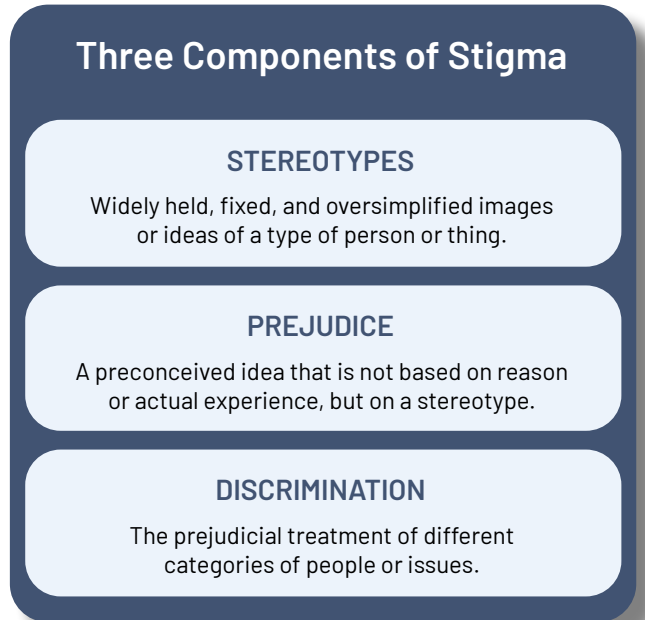 Three Components of Stigma
STEREOTYPES
Widely held, fixed, and oversimplified images
or ideas of a type of person or thing.
PREJUDICE
A preconceived idea that is not based on reason
or actual experience, but on a stereotype.
DISCRIMINATION
The prejudicial treatment of different
categories of people or issues.